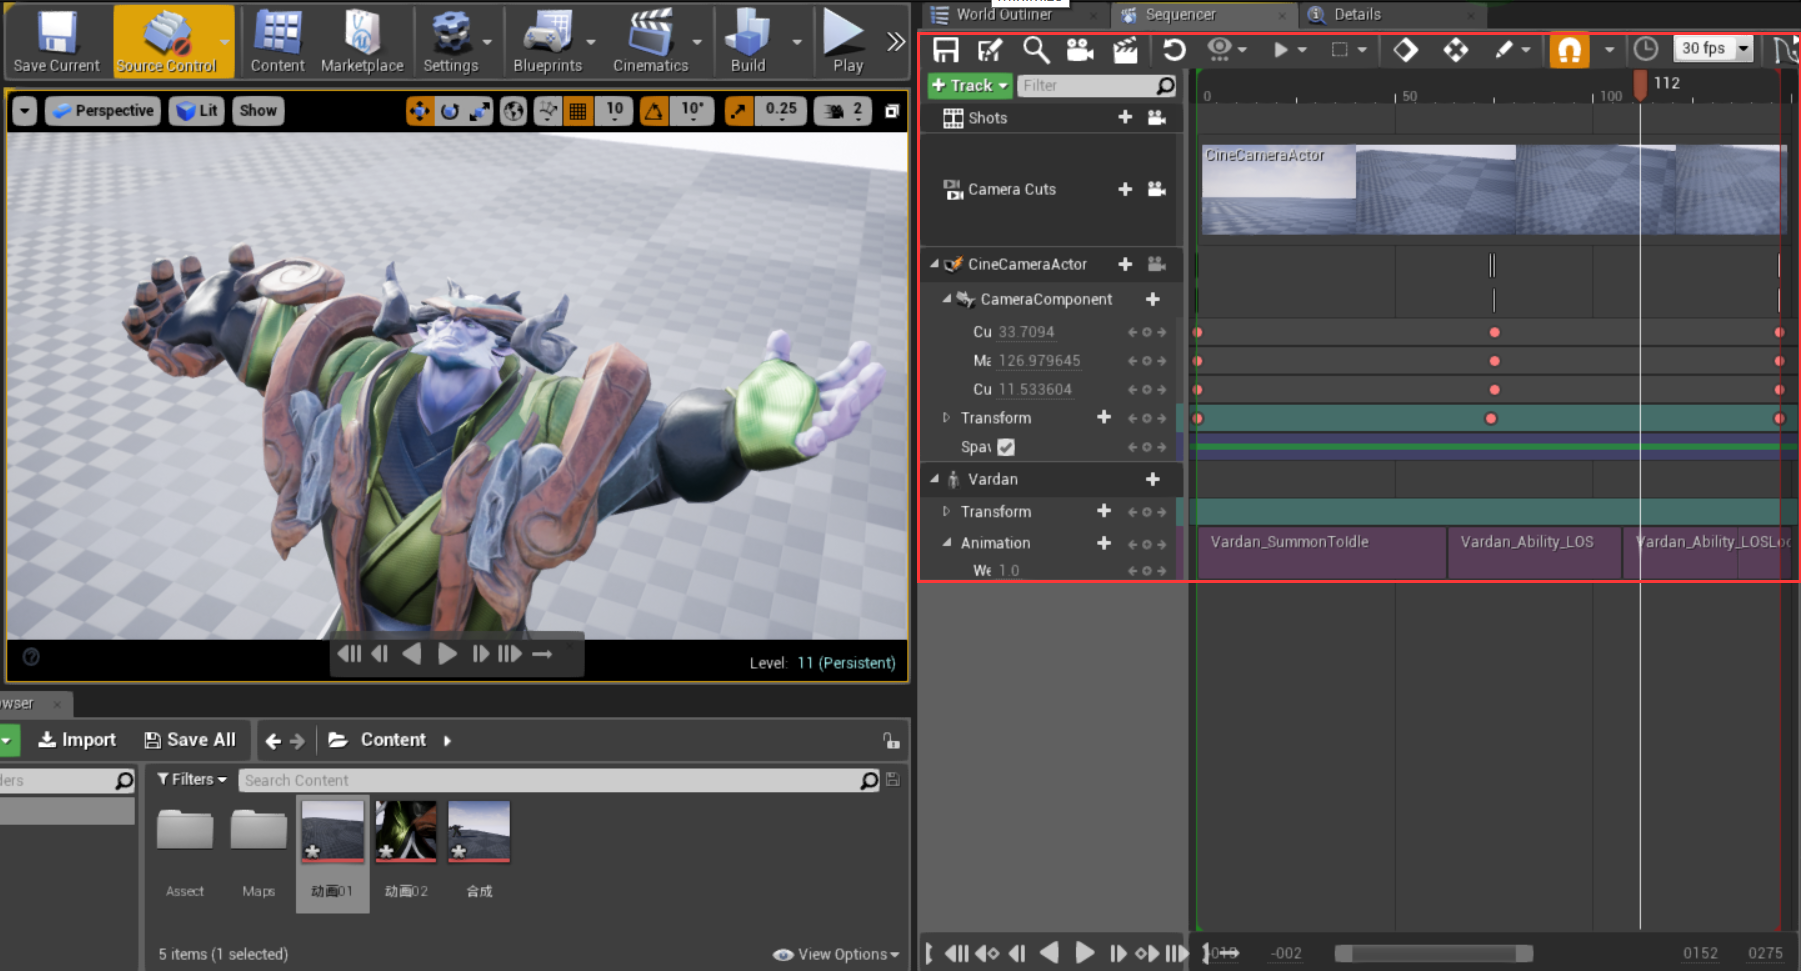 World Outliner
Sequencer
Details
Save Current
Source Control
Content
Marketplace
Settings
Blueprints
Cinematics
Build
Play
30 fps
Perspective
Lit
Show
10
10°
0.25
2
Track
Filter
0
50
100
112
Shots
CineCameraActor
Camera Cuts
CineCameraActor
CameraComponent
Cu 33.7094
Ma 126.979645
Cu 11.533604
Transform
Spav
Vardan
Transform
Animation
Vardan_SummonToIdle
Vardan_Ability_LOS
Vardan_Ability_LOSLoo
We 1.0
Level: 11 (Persistent)
wser
Import
Save All
Content
ders
Filters
Search Content
Assect
Maps
动画01
动画02
合成
5 items (1 selected)
View Options
-002
0152
0275